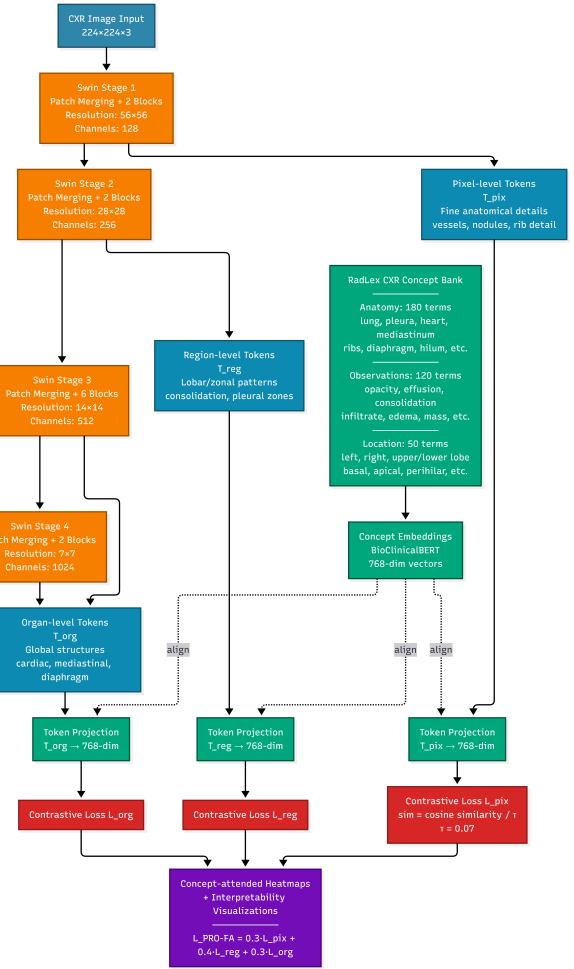 CXR Image Input
224×224×3
Swin Stage 1
Patch Merging + 2 Blocks
Resolution: 56×56
Channels: 128
Swin Stage 2
Patch Merging + 2 Blocks
Resolution: 28×28
Channels: 256
Pixel-level Tokens
T_pix
Fine anatomical details
vessels, nodules, rib detail
RadLex CXR Concept Bank
Anatomy: 180 terms
lung, pleura, heart,
mediastinum
ribs, diaphragm, hilum, etc.
Observations: 120 terms
opacity, effusion,
consolidation
infiltrate, edema, mass, etc.
Location: 50 terms
left, right, upper/lower lobe
basal, apical, perihilar, etc.
Region-level Tokens
T_reg
Lobar/zonal patterns
consolidation, pleural zones
Swin Stage 3
Patch Merging + 6 Blocks
Resolution: 14×14
Channels: 512
Swin Stage 4
ch Merging + 2 Blocks
Resolution: 7×7
Channels: 1024
Concept Embeddings
BioClinicalBERT
768-dim vectors
Organ-level Tokens
T_org
Global structures
cardiac, mediastinal,
diaphragm
align
align
align
Token Projection
T_org → 768-dim
Token Projection
T_reg → 768-dim
Token Projection
T_pix → 768-dim
Contrastive Loss L_org
Contrastive Loss L_reg
Contrastive Loss L_pix
sim = cosine similarity / τ
τ = 0.07
Concept-attended Heatmaps
+ Interpretability
Visualizations
L_PRO-FA = 0.3·L_pix +
0.4·L_reg + 0.3·L_org